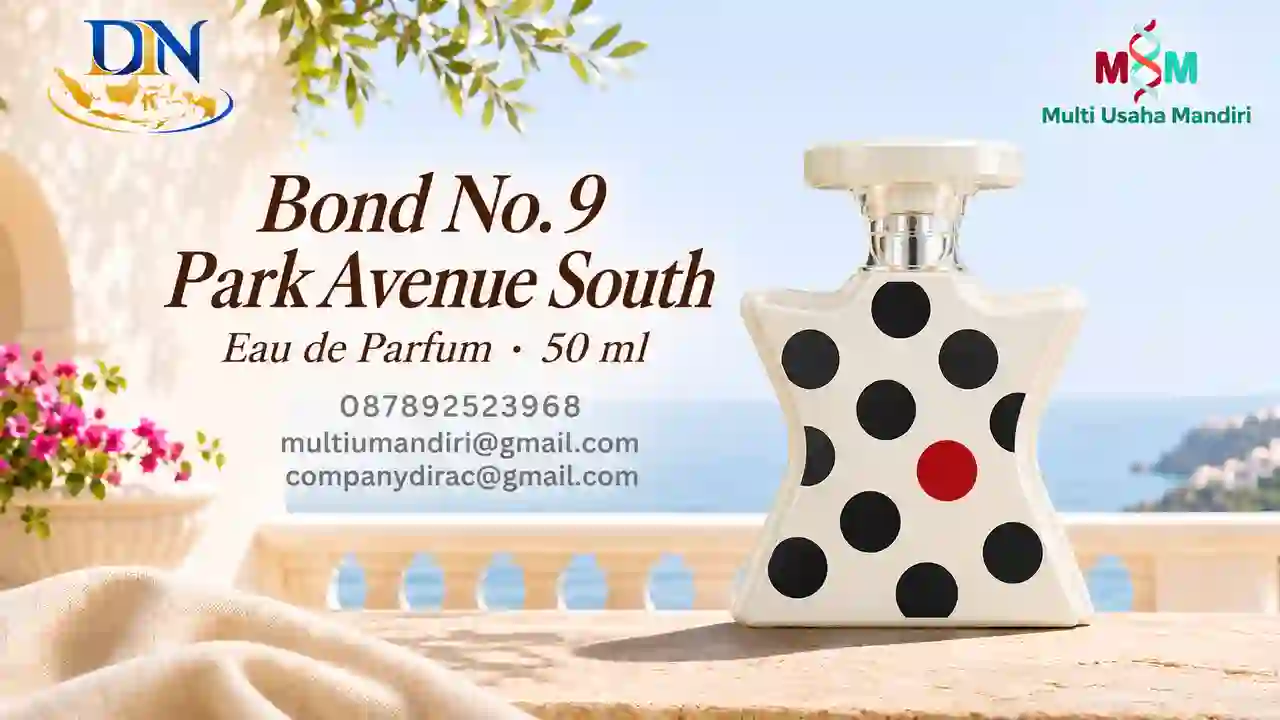 DN
MSM
Multi Usaha Mandiri
Bond No. 9
Park Avenue South
Eau de Parfum • 50 ml
087892523968
multiumandiri@gmail.com
companydirac@gmail.com